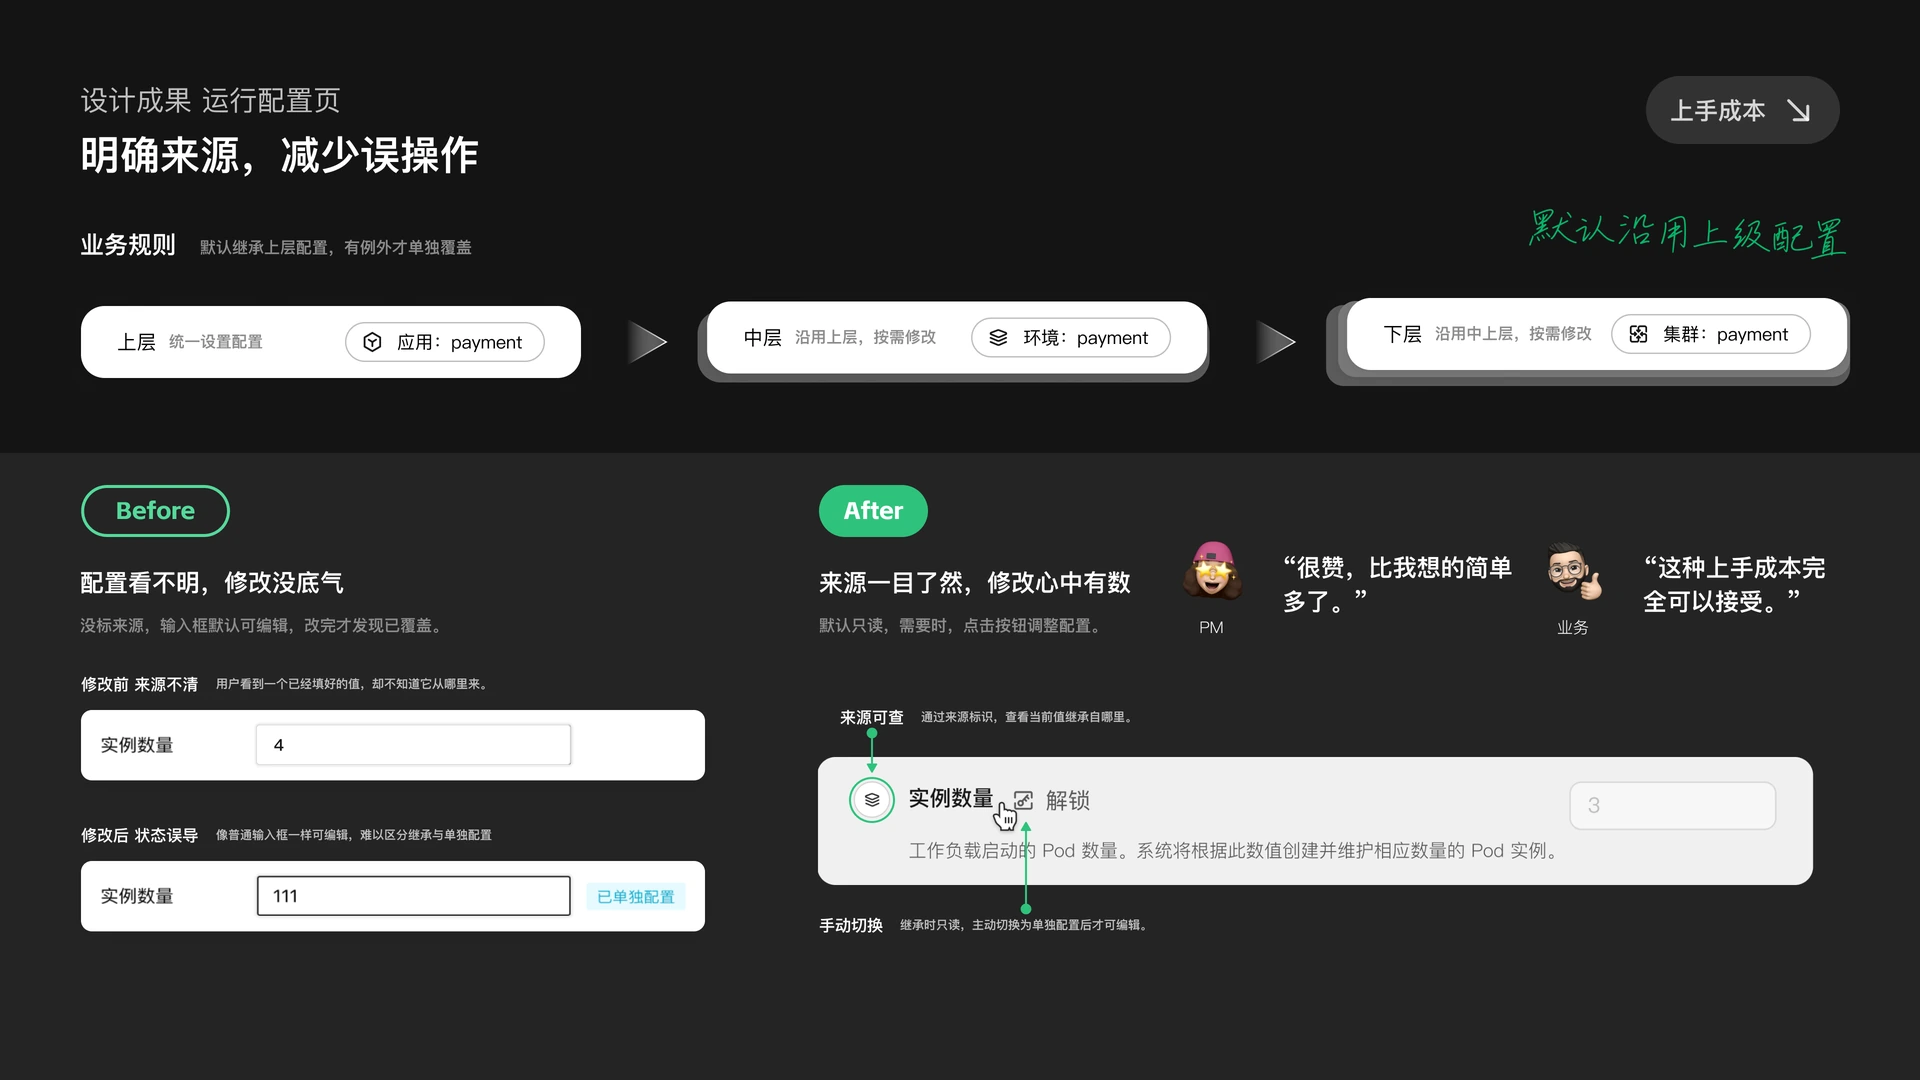 设计成果 运行配置页
明确来源，减少误操作
上手成本
业务规则 默认继承上层配置，有例外才单独覆盖
默认沿用上级配置
上层 统一设置配置 应用：payment
中层 沿用上层，按需修改 环境：payment
下层 沿用中上层，按需修改 集群：payment
Before
配置看不明，修改没底气
没标来源，输入框默认可编辑，改完才发现已覆盖。
修改前 来源不清 用户看到一个已经填好的值，却不知道它从哪里来。
实例数量 4
修改后 状态误导 像普通输入框一样可编辑，难以区分继承与单独配置
实例数量 111 已单独配置
After
来源一目了然，修改心中有数
默认只读，需要时，点击按钮调整配置。
PM
“很赞，比我想的简单
多了。”
业务
“这种上手成本完
全可以接受。”
来源可查 通过来源标识，查看当前值继承自哪里。
实例数量 解锁 3
工作负载启动的 Pod 数量。系统将根据此数值创建并维护相应数量的 Pod 实例。
手动切换 继承时只读，主动切换为单独配置后才可编辑。